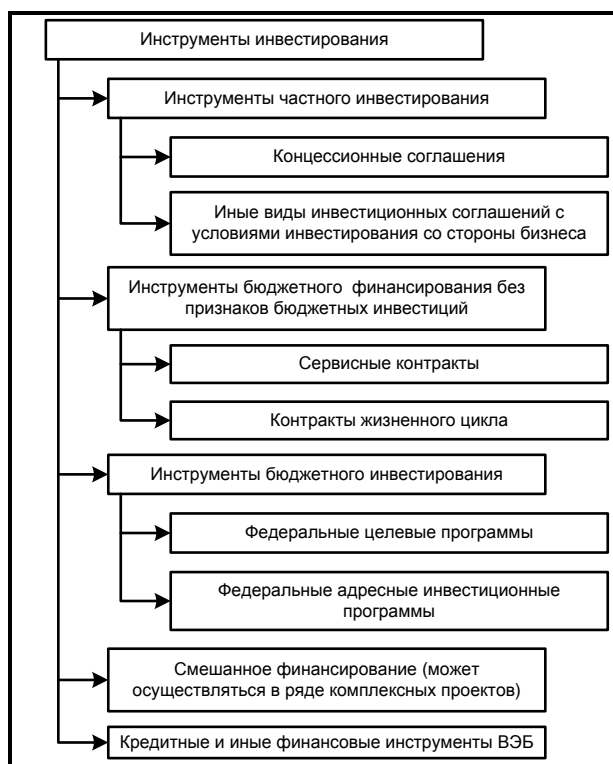 Инструменты инвестирования
Инструменты частного инвестирования
Концессионные соглашения
Иные виды инвестиционных соглашений с
условиями инвестирования со стороны бизнеса
Инструменты бюджетного финансирования без
признаков бюджетных инвестиций
Сервисные контракты
Контракты жизненного цикла
Инструменты бюджетного инвестирования
Федеральные целевые программы
Федеральные адресные инвестиционные
программы
Смешанное финансирование (может
осуществляться в ряде комплексных проектов)
Кредитные и иные финансовые инструменты ВЭБ